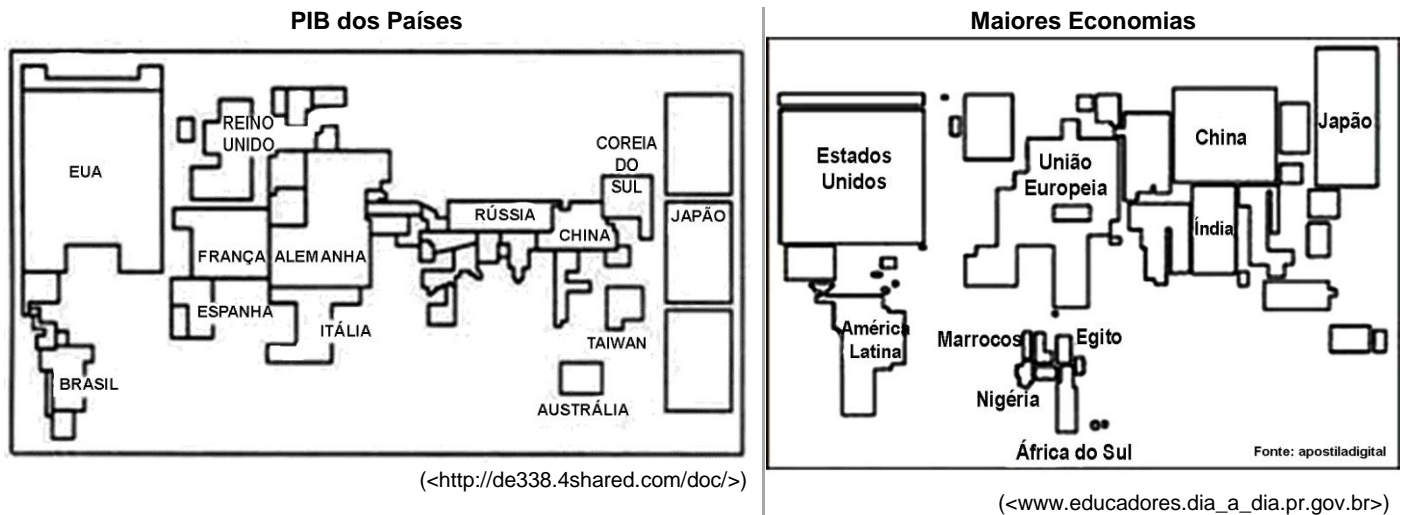 PIB dos Países
EUA
REINO
UNIDO
COREIA
DO
SUL
RÚSSIA
JAPÃO
CHINA
FRANÇA
ALEMANHA
ESPANHA
ITÁLIA
TAIWAN
BRASIL
AUSTRÁLIA
(<http://de338.4shared.com/doc/>)
Maiores Economias
Japão
China
Estados
Unidos
União
Europeia
Índia
América
Latina
Marrocos
Egito
Nigéria
África do Sul
Fonte: apostiladigital
(<www.educadores.dia_a_dia.pr.gov.br>)